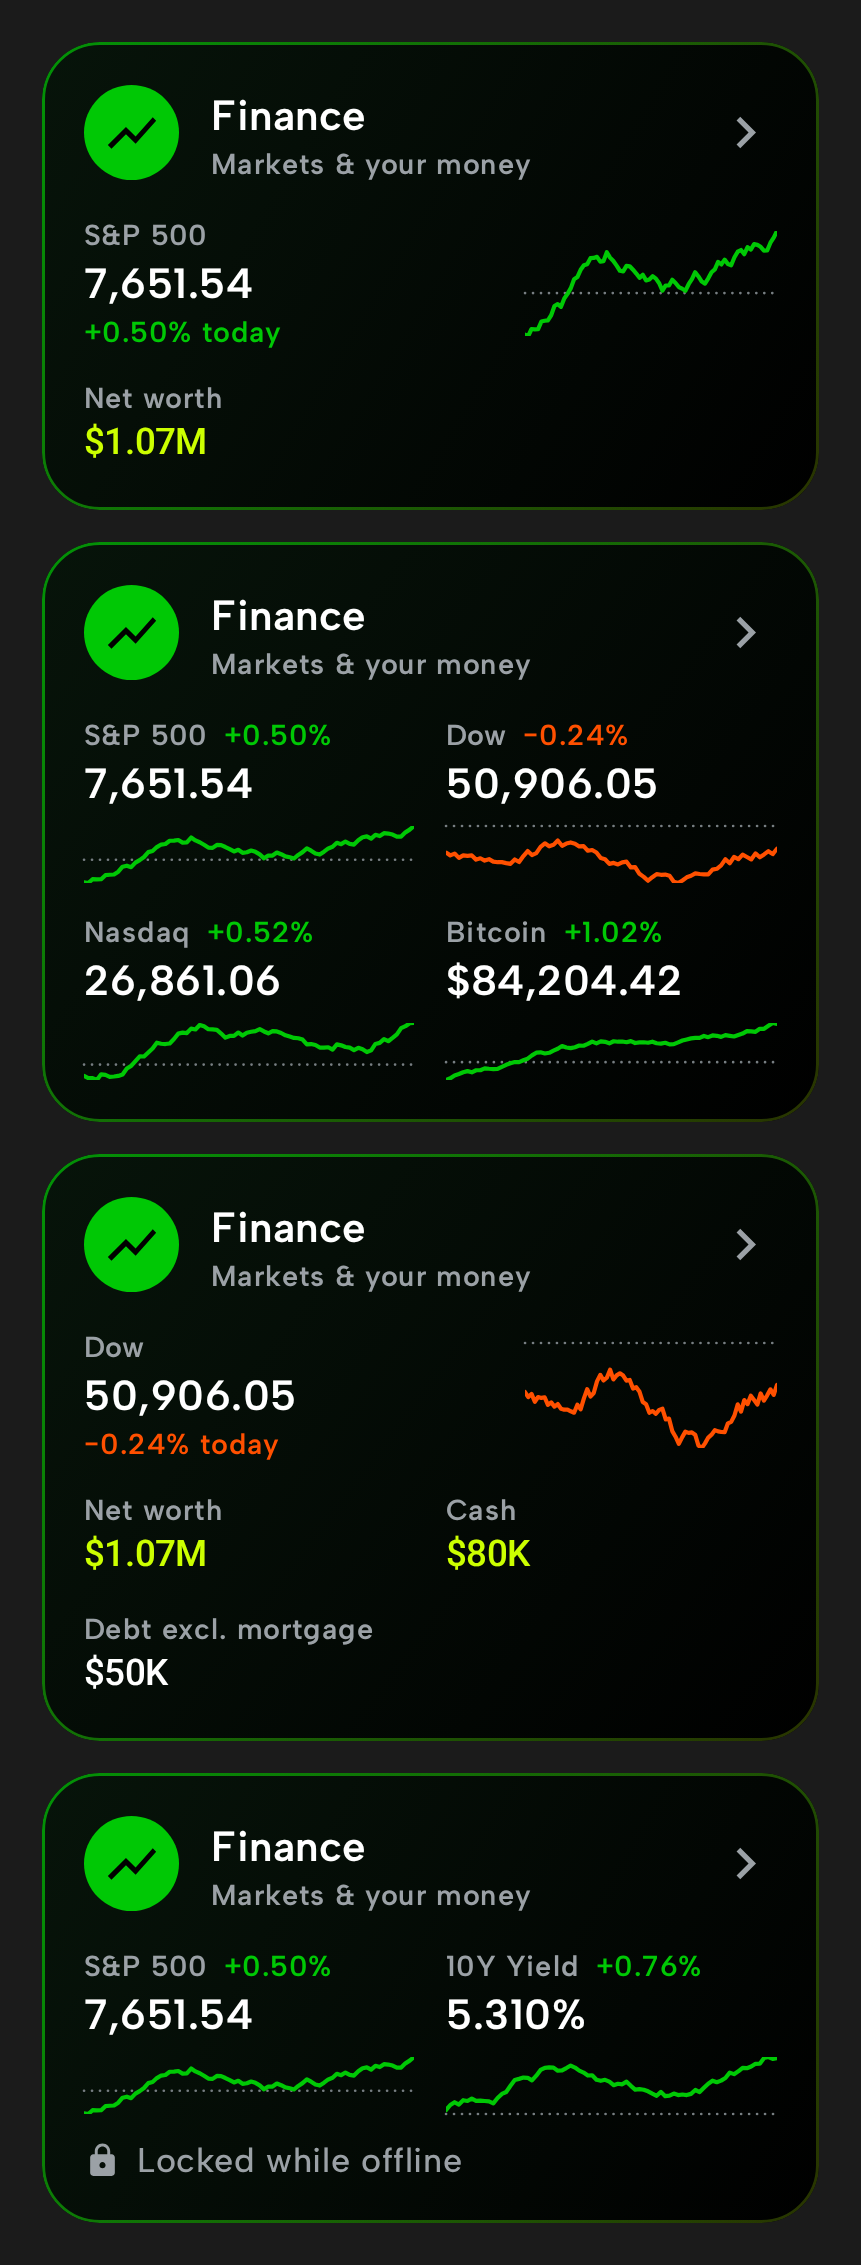 Finance
Markets & your money
S&P 500
7,651.54
+0.50% today
Net worth
$1.07M
Finance
Markets & your money
S&P 500 +0.50%
7,651.54
Dow −0.24%
50,906.05
Nasdaq +0.52%
26,861.06
Bitcoin +1.02%
$84,204.42
Finance
Markets & your money
Dow
50,906.05
−0.24% today
Net worth
$1.07M
Cash
$80K
Debt excl. mortgage
$50K
Finance
Markets & your money
S&P 500 +0.50%
7,651.54
10Y Yield +0.76%
5.310%
Locked while offline